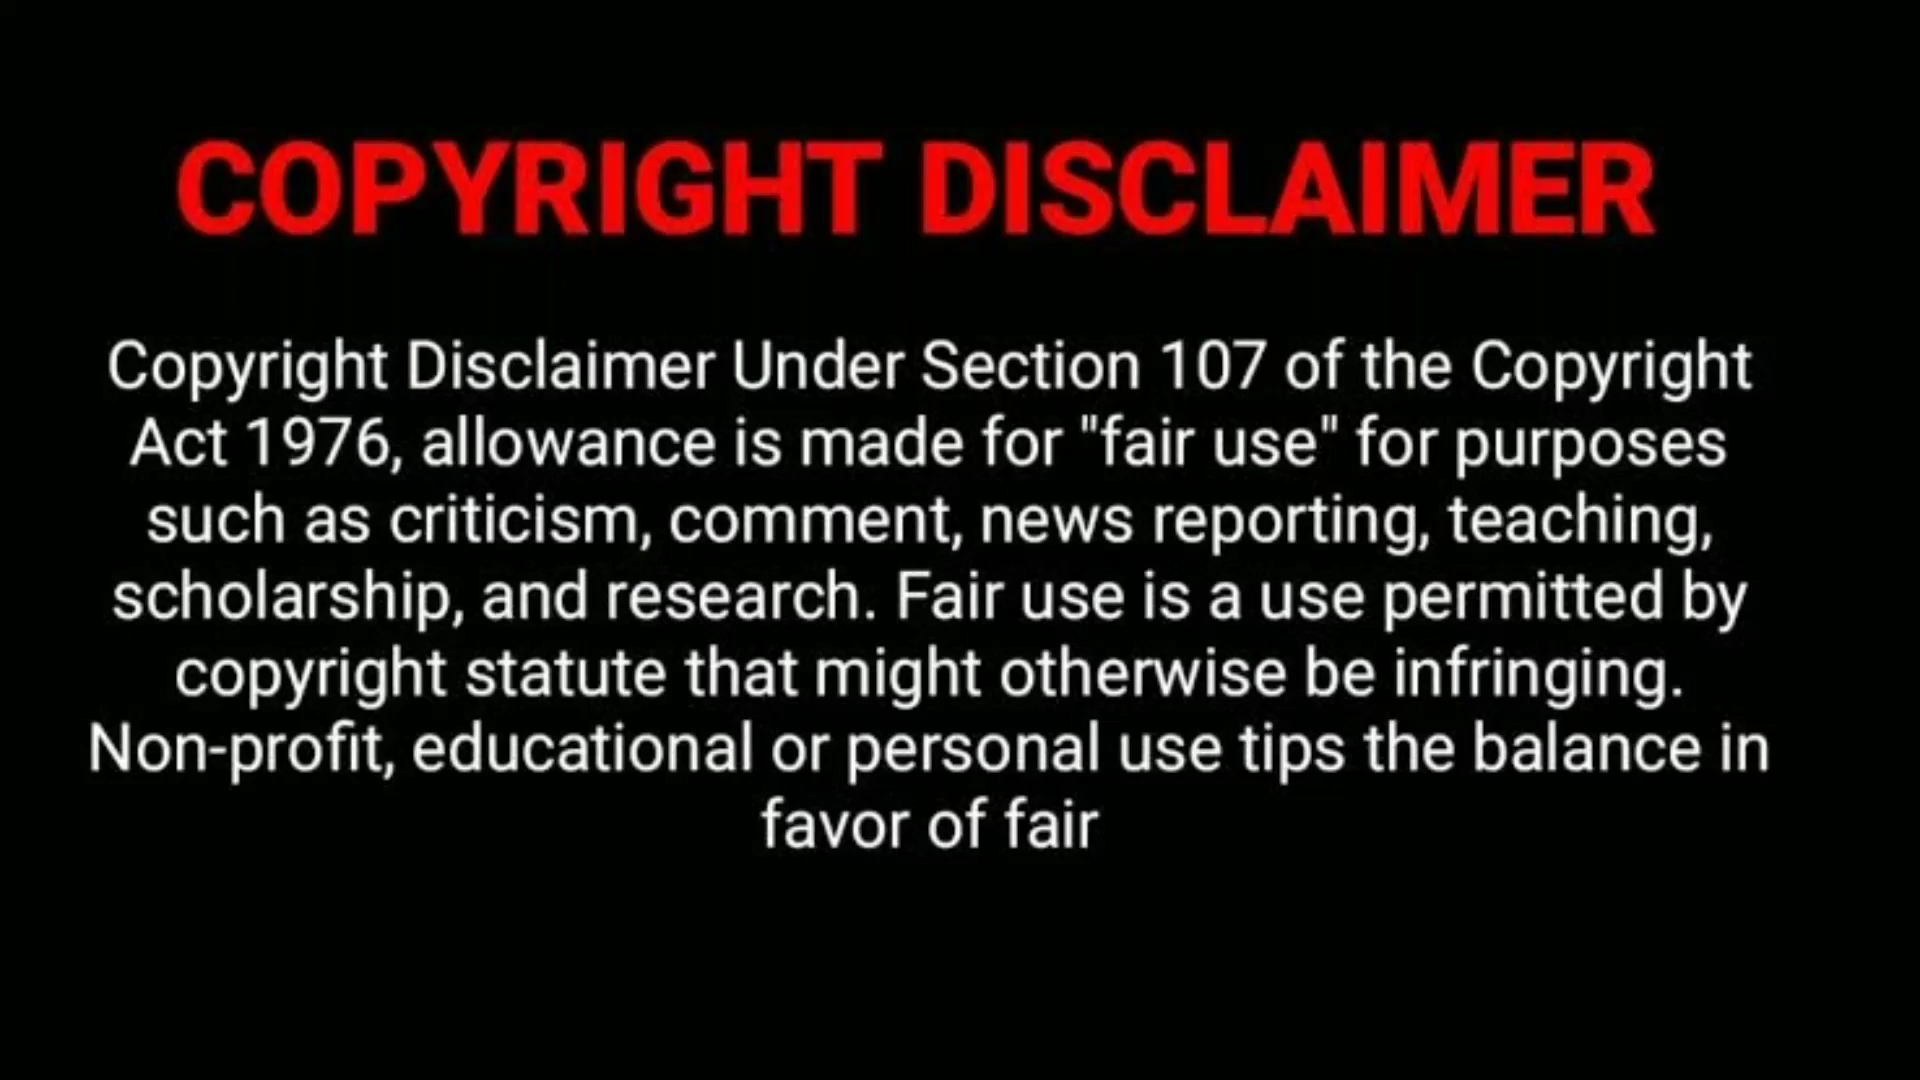 COPYRIGHT DISCLAIMER
Copyright Disclaimer Under Section 107 of the Copyright
Act 1976, allowance is made for "fair use" for purposes
such as criticism, comment, news reporting, teaching,
scholarship, and research. Fair use is a use permitted by
copyright statute that might otherwise be infringing.
Non-profit, educational or personal use tips the balance in
favor of fair